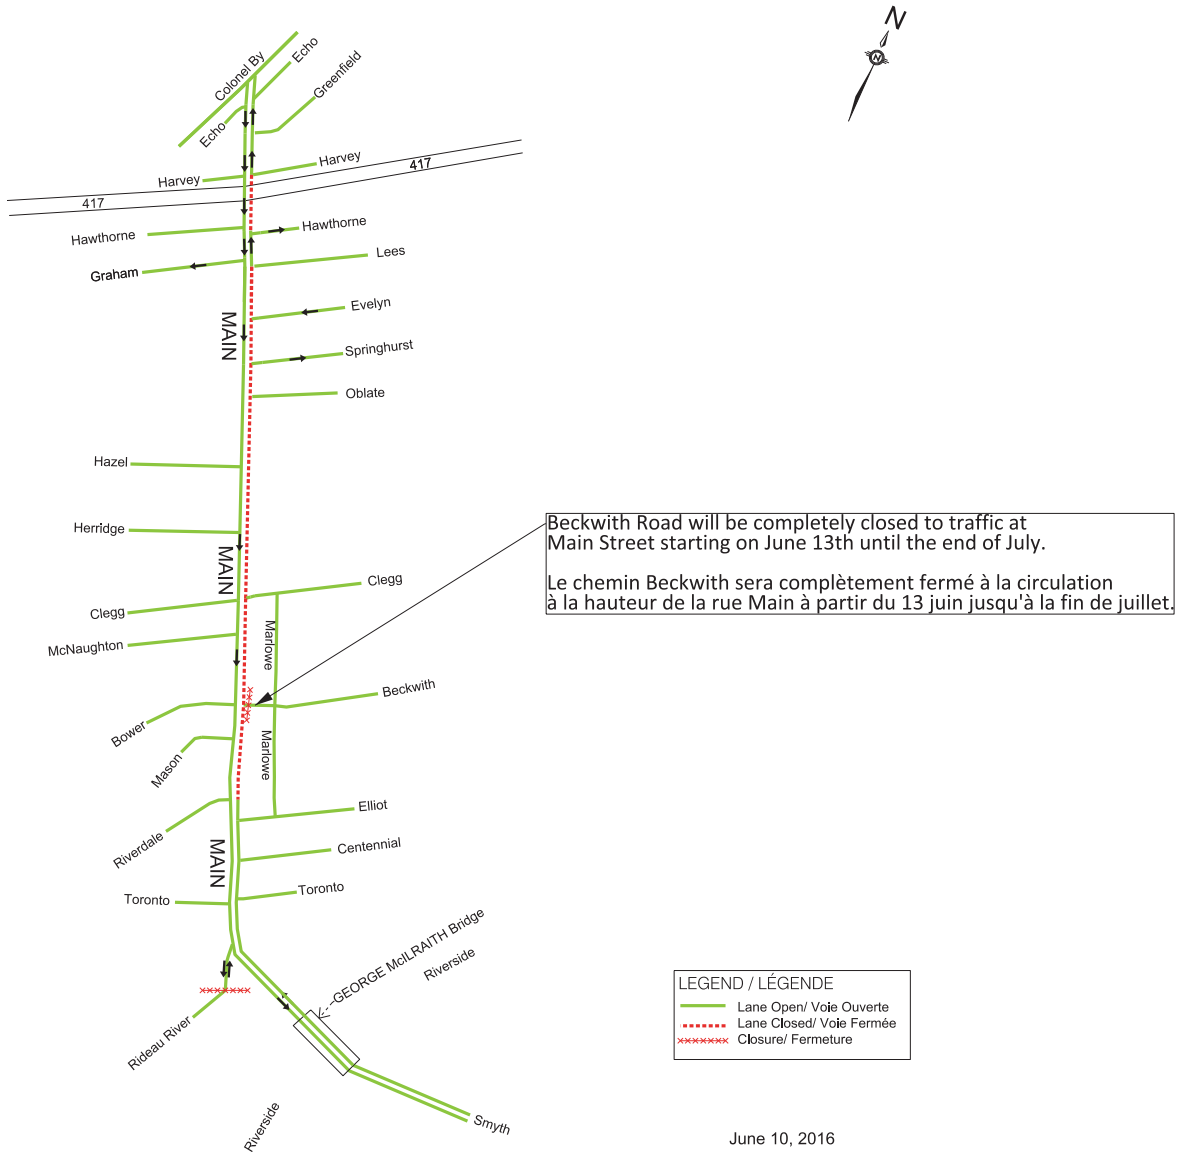 N
N
Colonel By
Echo
Greenfield
Echo
Harvey
Harvey
417
417
Hawthorne
Hawthorne
Lees
Graham
Evelyn
MAIN
Springhurst
Oblate
Hazel
Herridge
Beckwith Road will be completely closed to traffic at
Main Street starting on June 13th until the end of July.
Le chemin Beckwith sera complètement fermé à la circulation
à la hauteur de la rue Main à partir du 13 juin jusqu'à la fin de juillet.
MAIN
Clegg
Clegg
McNaughton
Marlowe
Beckwith
Bower
Mason
Marlowe
Elliot
Riverdale
MAIN
Centennial
Toronto
Toronto
GEORGE McILRAITH Bridge
Riverside
Rideau River
Riverside
Smyth
LEGEND / LÉGENDE
Lane Open/ Voie Ouverte
Lane Closed/ Voie Fermée
Closure/ Fermeture
June 10, 2016